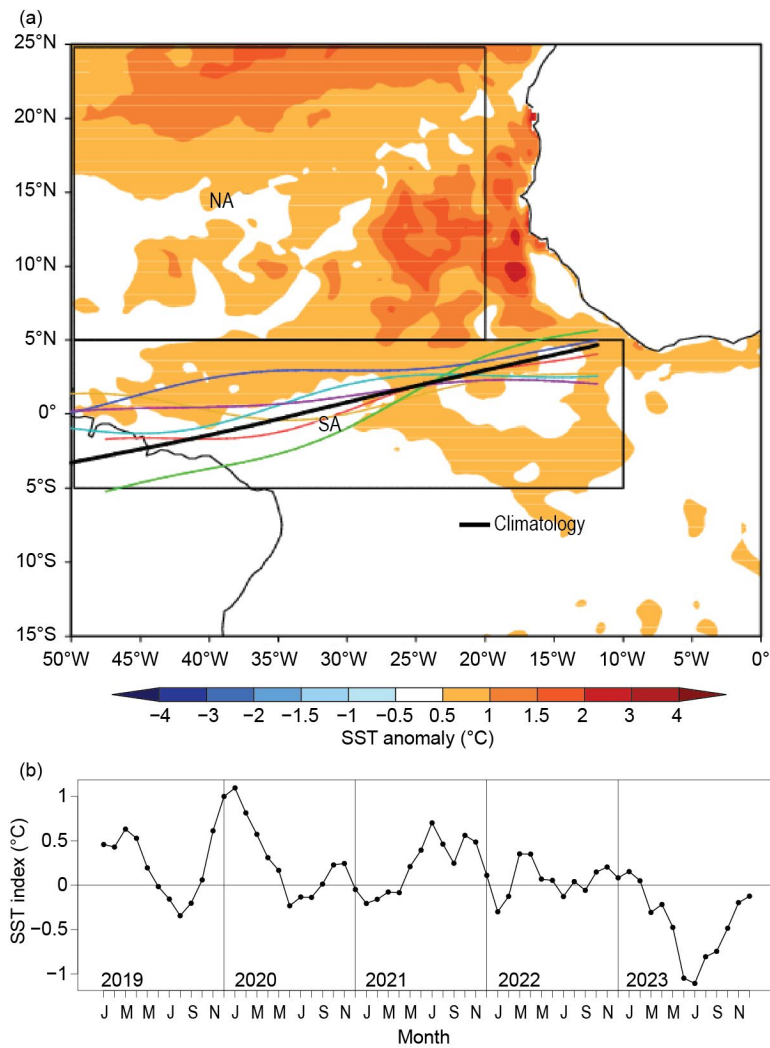 (a)
25°N
20°N
15°N
10°N
5°N
0°
5°S
10°S
15°S
NA
SA
Climatology
50°W 45°W 40°W 35°W 30°W 25°W 20°W 15°W 10°W 5°W 0°
−4 −3 −2 −1.5 −1 −0.5 0.5 1 1.5 2 3 4
SST anomaly (°C)
(b)
SST index (°C)
1
0.5
0
−0.5
−1
2019 2020 2021 2022 2023
J M M J S N J M M J S N J M M J S N J M M J S N J M M J S N
Month